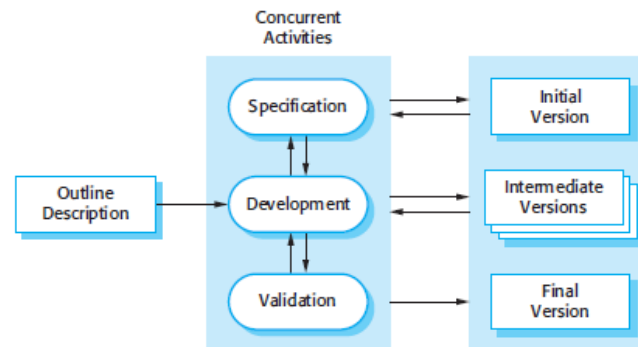 Concurrent
Activities
Specification
Initial
Version
Outline
Description
Development
Intermediate
Versions
Validation
Final
Version